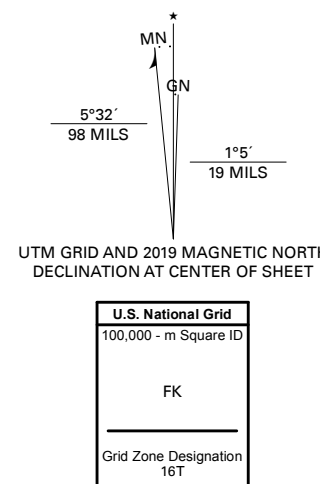 ★
MN
GN
5°32´
98 MILS
1°5´
19 MILS
UTM GRID AND 2019 MAGNETIC NORTH
DECLINATION AT CENTER OF SHEET
U.S. National Grid
100,000 - m Square ID
FK
Grid Zone Designation
16T